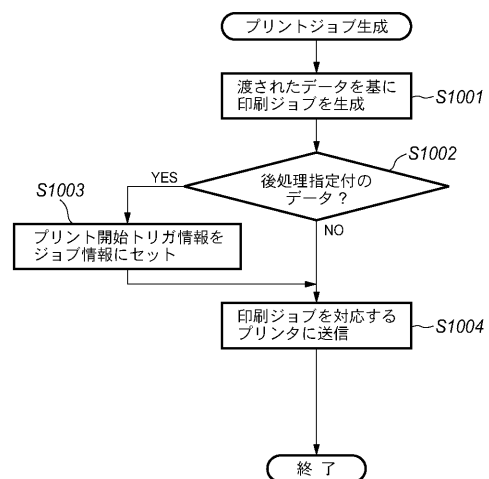 プリントジョブ生成
渡されたデータを基に
印刷ジョブを生成
S1001
S1002
後処理指定付の
データ？
YES
S1003
プリント開始トリガ情報を
ジョブ情報にセット
NO
印刷ジョブを対応する
プリンタに送信
S1004
終 了